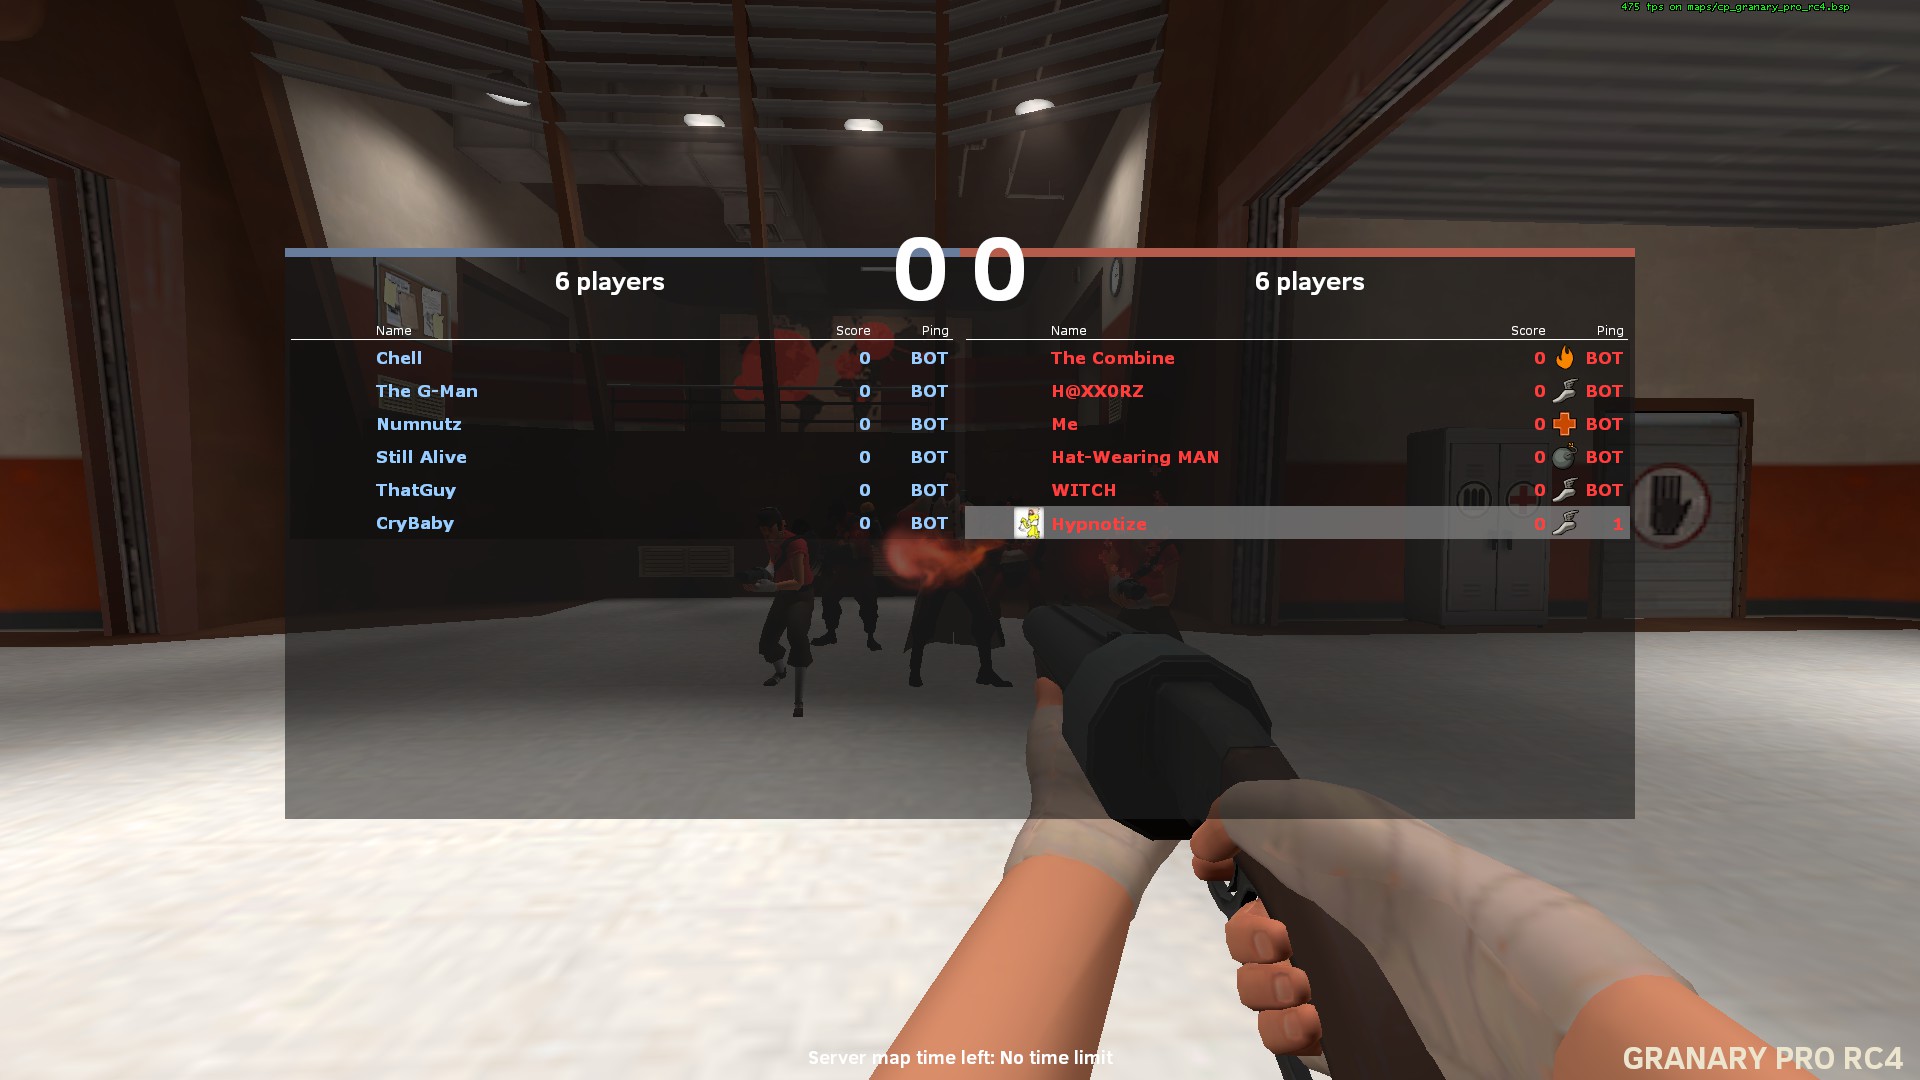 475 fps on maps/cp_granary_pro_rc4.bsp
0 0
6 players 6 players
Name Score Ping Name Score Ping
Chell 0 BOT The Combine 0 BOT
The G-Man 0 BOT H@XX0RZ 0 BOT
Numnutz 0 BOT Me 0 BOT
Still Alive 0 BOT Hat-Wearing MAN 0 BOT
ThatGuy 0 BOT WITCH 0 BOT
CryBaby 0 BOT Hypnotize 0 1
Server map time left: No time limit
GRANARY PRO RC4